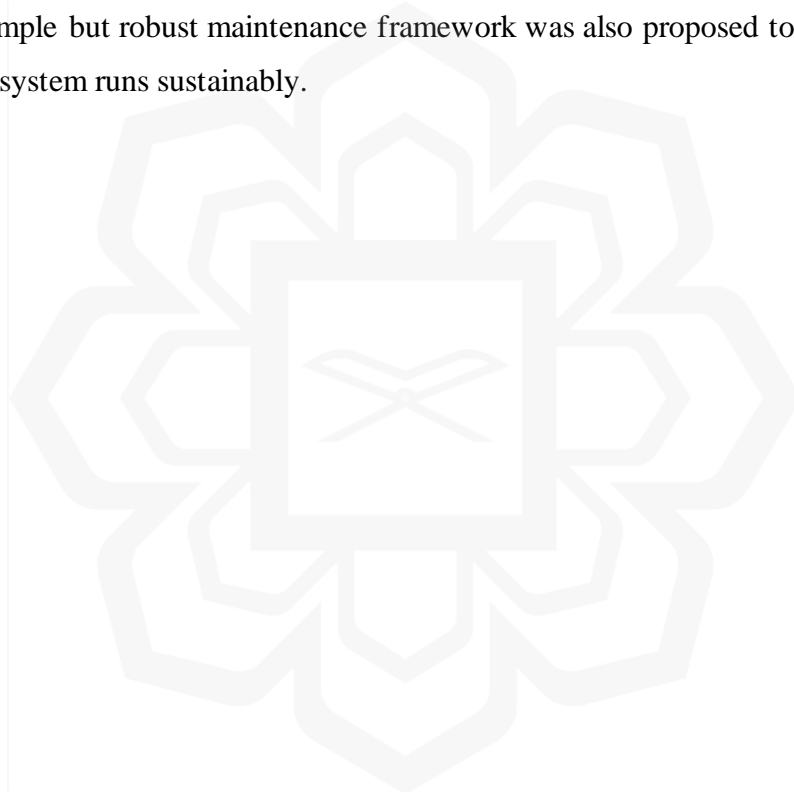 mple but robust maintenance framework was also proposed to
system runs sustainably.